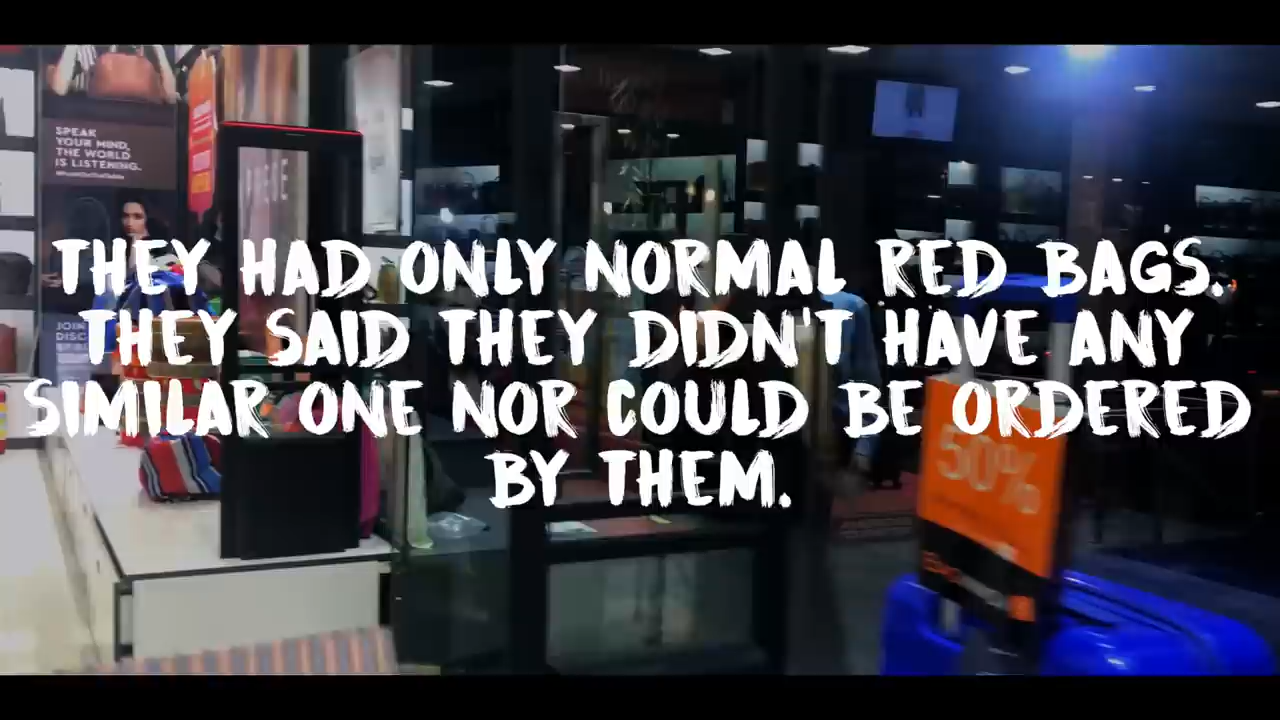 SPEAK
YOUR MIND,
THE WORLD
IS LISTENING.
THEY HAD ONLY NORMAL RED BAGS.
THEY SAID THEY DIDN'T HAVE ANY
SIMILAR ONE NOR COULD BE ORDERED
BY THEM.
JOIN
50%